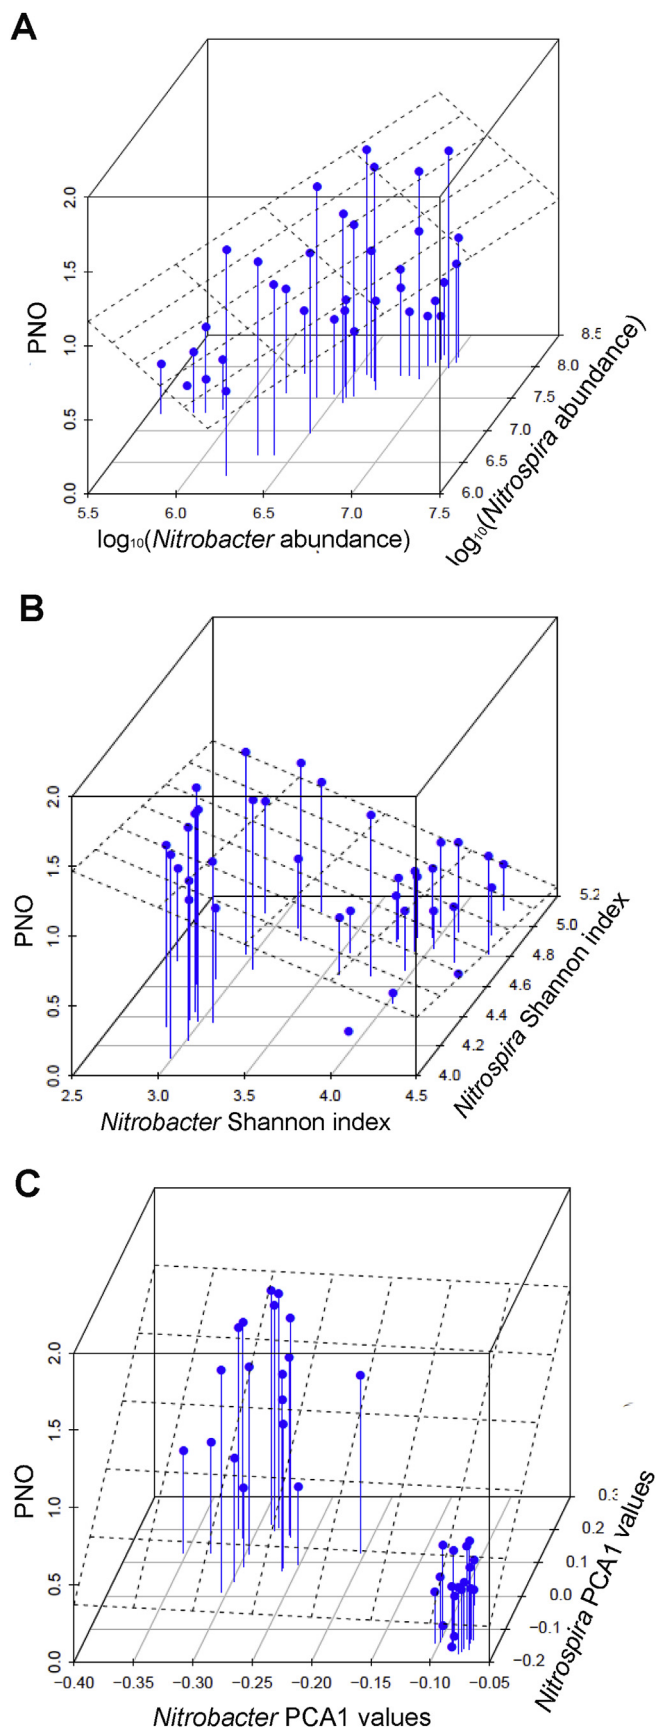 A
2.0
1.5
1.0
0.5
0.0
PNO
8.5
8.0
7.5
7.0
6.5
6.0
5.5 6.0 6.5 7.0 7.5
log₁₀(Nitrobacter abundance)
log₁₀(Nitrospira abundance)
B
2.0
1.5
1.0
0.5
0.0
PNO
5.2
5.0
4.8
4.6
4.4
4.2
4.0
2.5 3.0 3.5 4.0 4.5
Nitrobacter Shannon index
Nitrospira Shannon index
C
2.0
1.5
1.0
0.5
0.0
PNO
0.3
0.2
0.1
0.0
−0.1
−0.2
−0.40 −0.35 −0.30 −0.25 −0.20 −0.15 −0.10 −0.05
Nitrobacter PCA1 values
Nitrospira PCA1 values